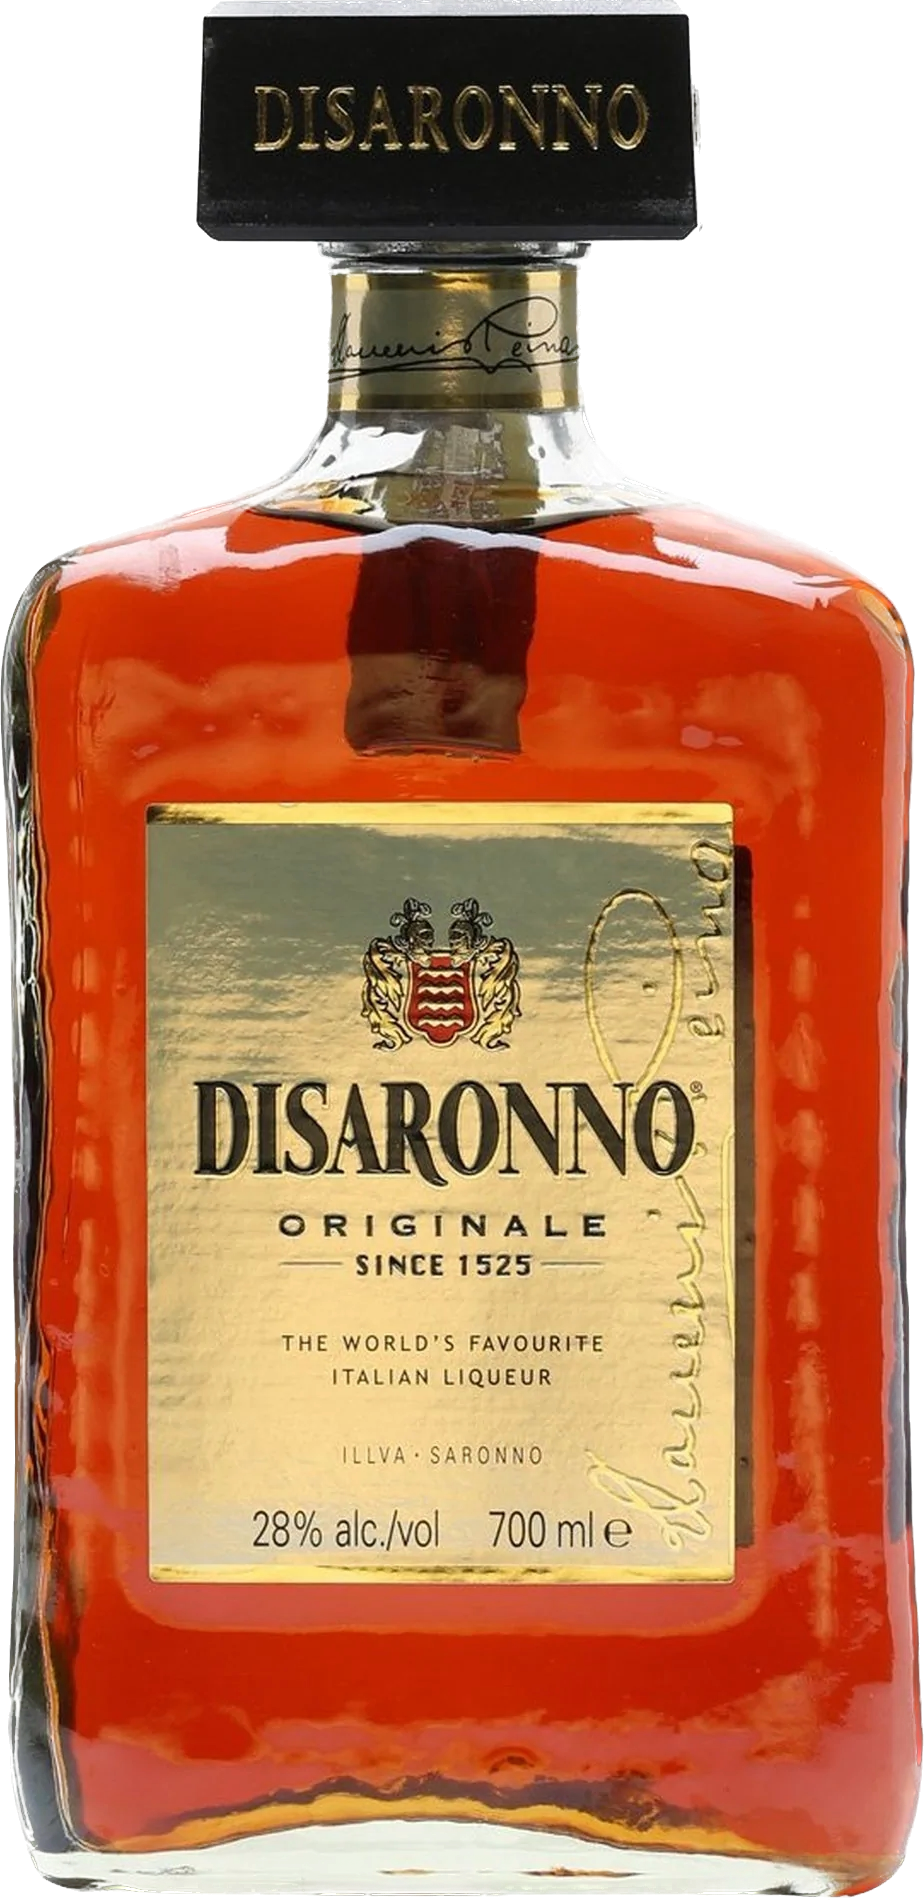 DISARONNO
DISARONNO®
ORIGINALE
SINCE 1525
THE WORLD'S FAVOURITE
ITALIAN LIQUEUR
ILLVA · SARONNO
28% alc./vol 700 ml ℮